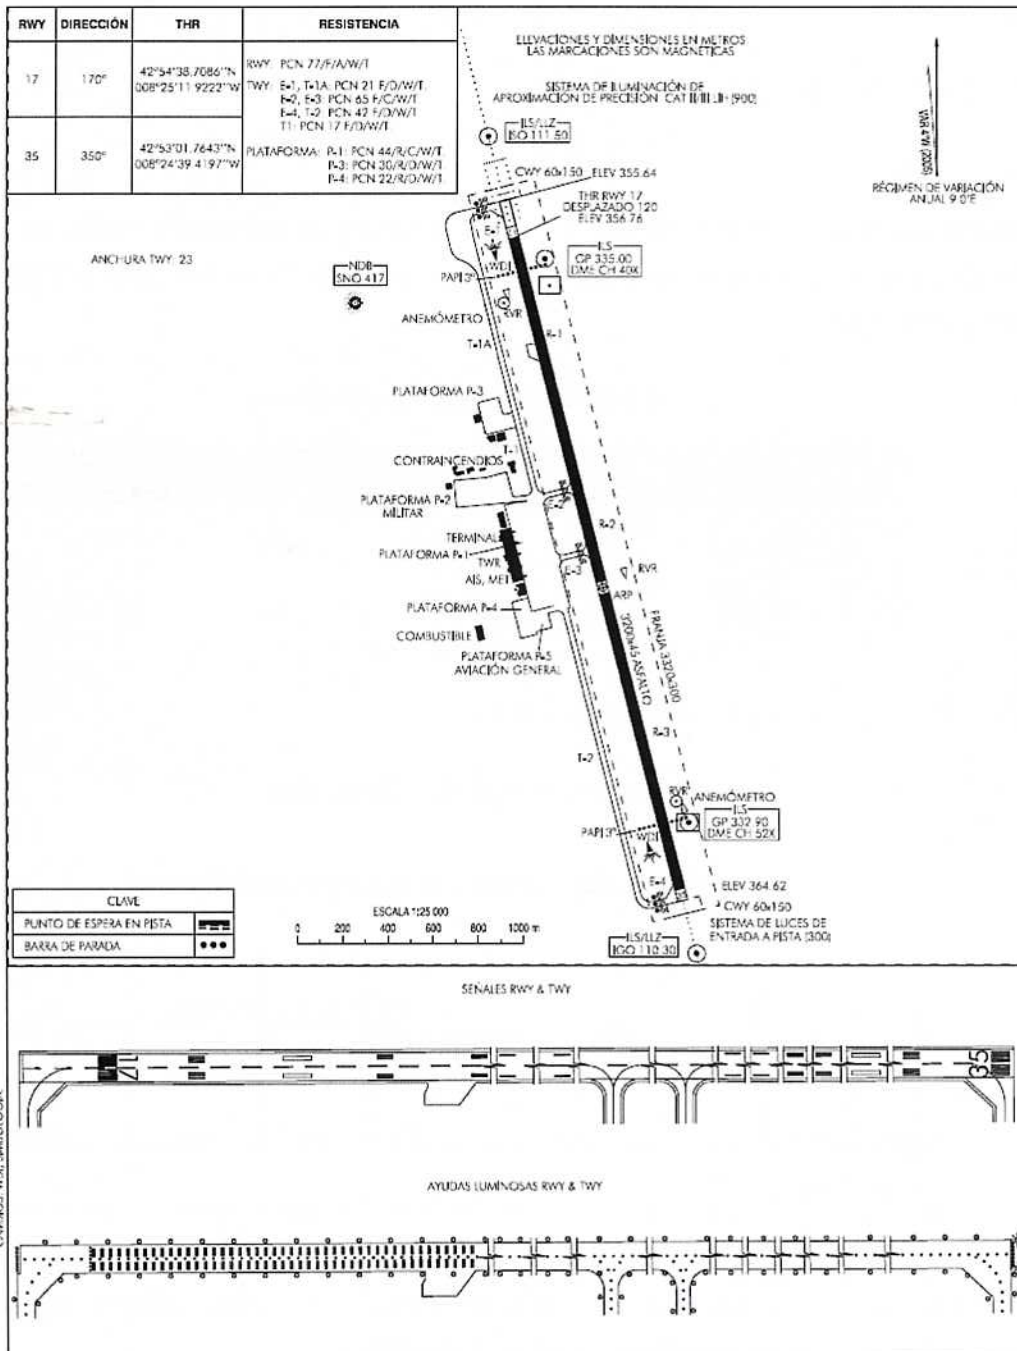 RWY DIRECCIÓN THR RESISTENCIA
17 170° 42°54'38.7086''N
008°25'11.9222''W
35 350° 42°53'01.7643''N
008°24'39.4197''W
RWY: PCN 77/F/A/W/T
TWY: E-1, T-1A: PCN 21 F/D/W/T.
E-2, E-3: PCN 65 F/C/W/T
E-4, T-2: PCN 42 F/D/W/T
T1: PCN 17 F/D/W/T
PLATAFORMA: P-1: PCN 44/R/C/W/T
P-3: PCN 30/R/D/W/T
P-4: PCN 22/R/D/W/T
ELEVACIONES Y DIMENSIONES EN METROS
LAS MARCACIONES SON MAGNÉTICAS
SISTEMA DE ILUMINACIÓN DE
APROXIMACIÓN DE PRECISIÓN CAT II/III LIH (900)
VAR 4°W (2005)
RÉGIMEN DE VARIACIÓN
ANUAL 9.0'E
ILS/LLZ
ISO 111.50
CWY 60x150
ELEV 355.64
THR RWY 17
DESPLAZADO 120
ELEV 356.76
ANCHURA TWY: 23
NDB
SNO 417
E-1
WDI
PAPI 3°
ILS
GP 335.00
DME CH 40X
ANEMÓMETRO
RVR
T-1A
R-1
PLATAFORMA P-3
T-1
CONTRAINCENDIOS
PLATAFORMA P-2
MILITAR
E-2
R-2
TERMINAL
PLATAFORMA P-1
TWR
AIS, MET
E-3
RVR
ARP
PLATAFORMA P-4
COMBUSTIBLE
PLATAFORMA P-5
AVIACIÓN GENERAL
3200x45 ASFALTO
FRANJA 3320x300
R-3
T-2
RVR
ANEMÓMETRO
ILS
GP 332.90
DME CH 52X
PAPI 3°
WDI
E-4
ELEV 364.62
CWY 60x150
SISTEMA DE LUCES DE
ENTRADA A PISTA (300)
ILS/LLZ
IGO 110.30
CLAVE
PUNTO DE ESPERA EN PISTA
BARRA DE PARADA
ESCALA 1:25 000
0 200 400 600 800 1000 m
SEÑALES RWY & TWY
17
35
AYUDAS LUMINOSAS RWY & TWY